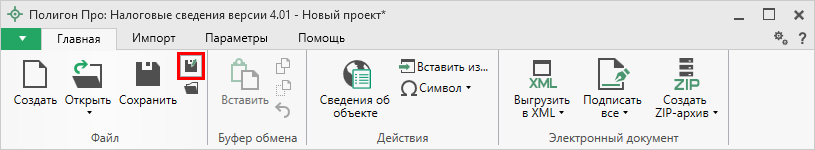 Полигон Про: Налоговые сведения версии 4.01 - Новый проект*
Главная Импорт Параметры Помощь
?
Создать Открыть Сохранить
Файл
Вставить
Буфер обмена
Сведения об
объекте
Вставить из...
Ω Символ
Действия
XML
Выгрузить
в XML
Подписать
все
ZIP
Создать
ZIP-архив
Электронный документ